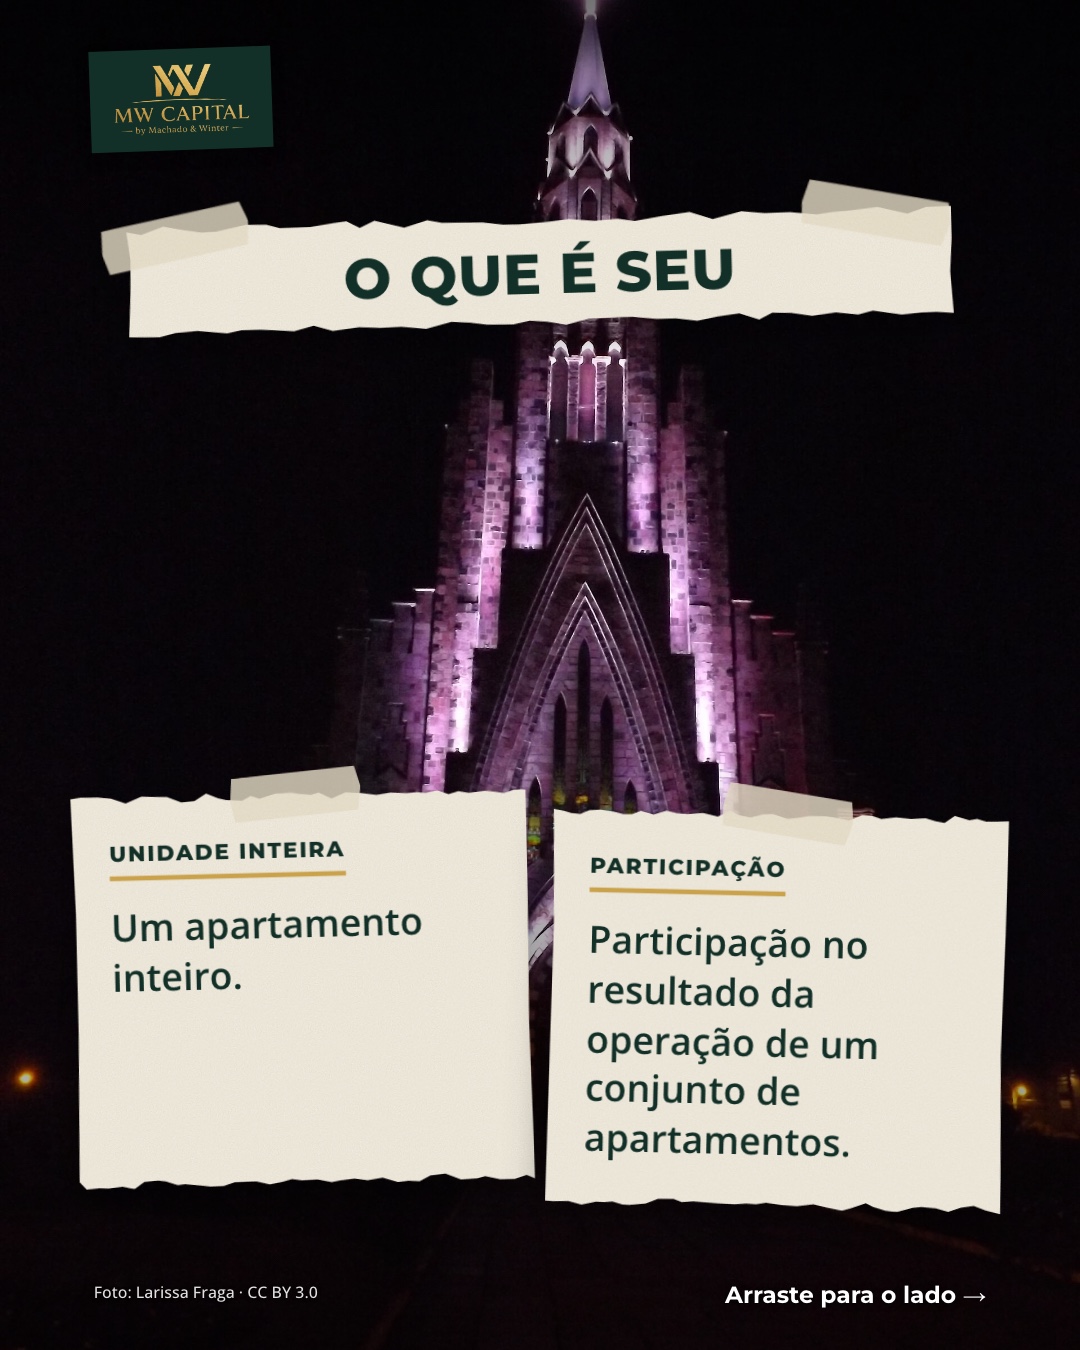 MW CAPITAL
by Machado & Winter
O QUE É SEU
UNIDADE INTEIRA
Um apartamento
inteiro.
PARTICIPAÇÃO
Participação no
resultado da
operação de um
conjunto de
apartamentos.
Foto: Larissa Fraga · CC BY 3.0
Arraste para o lado →